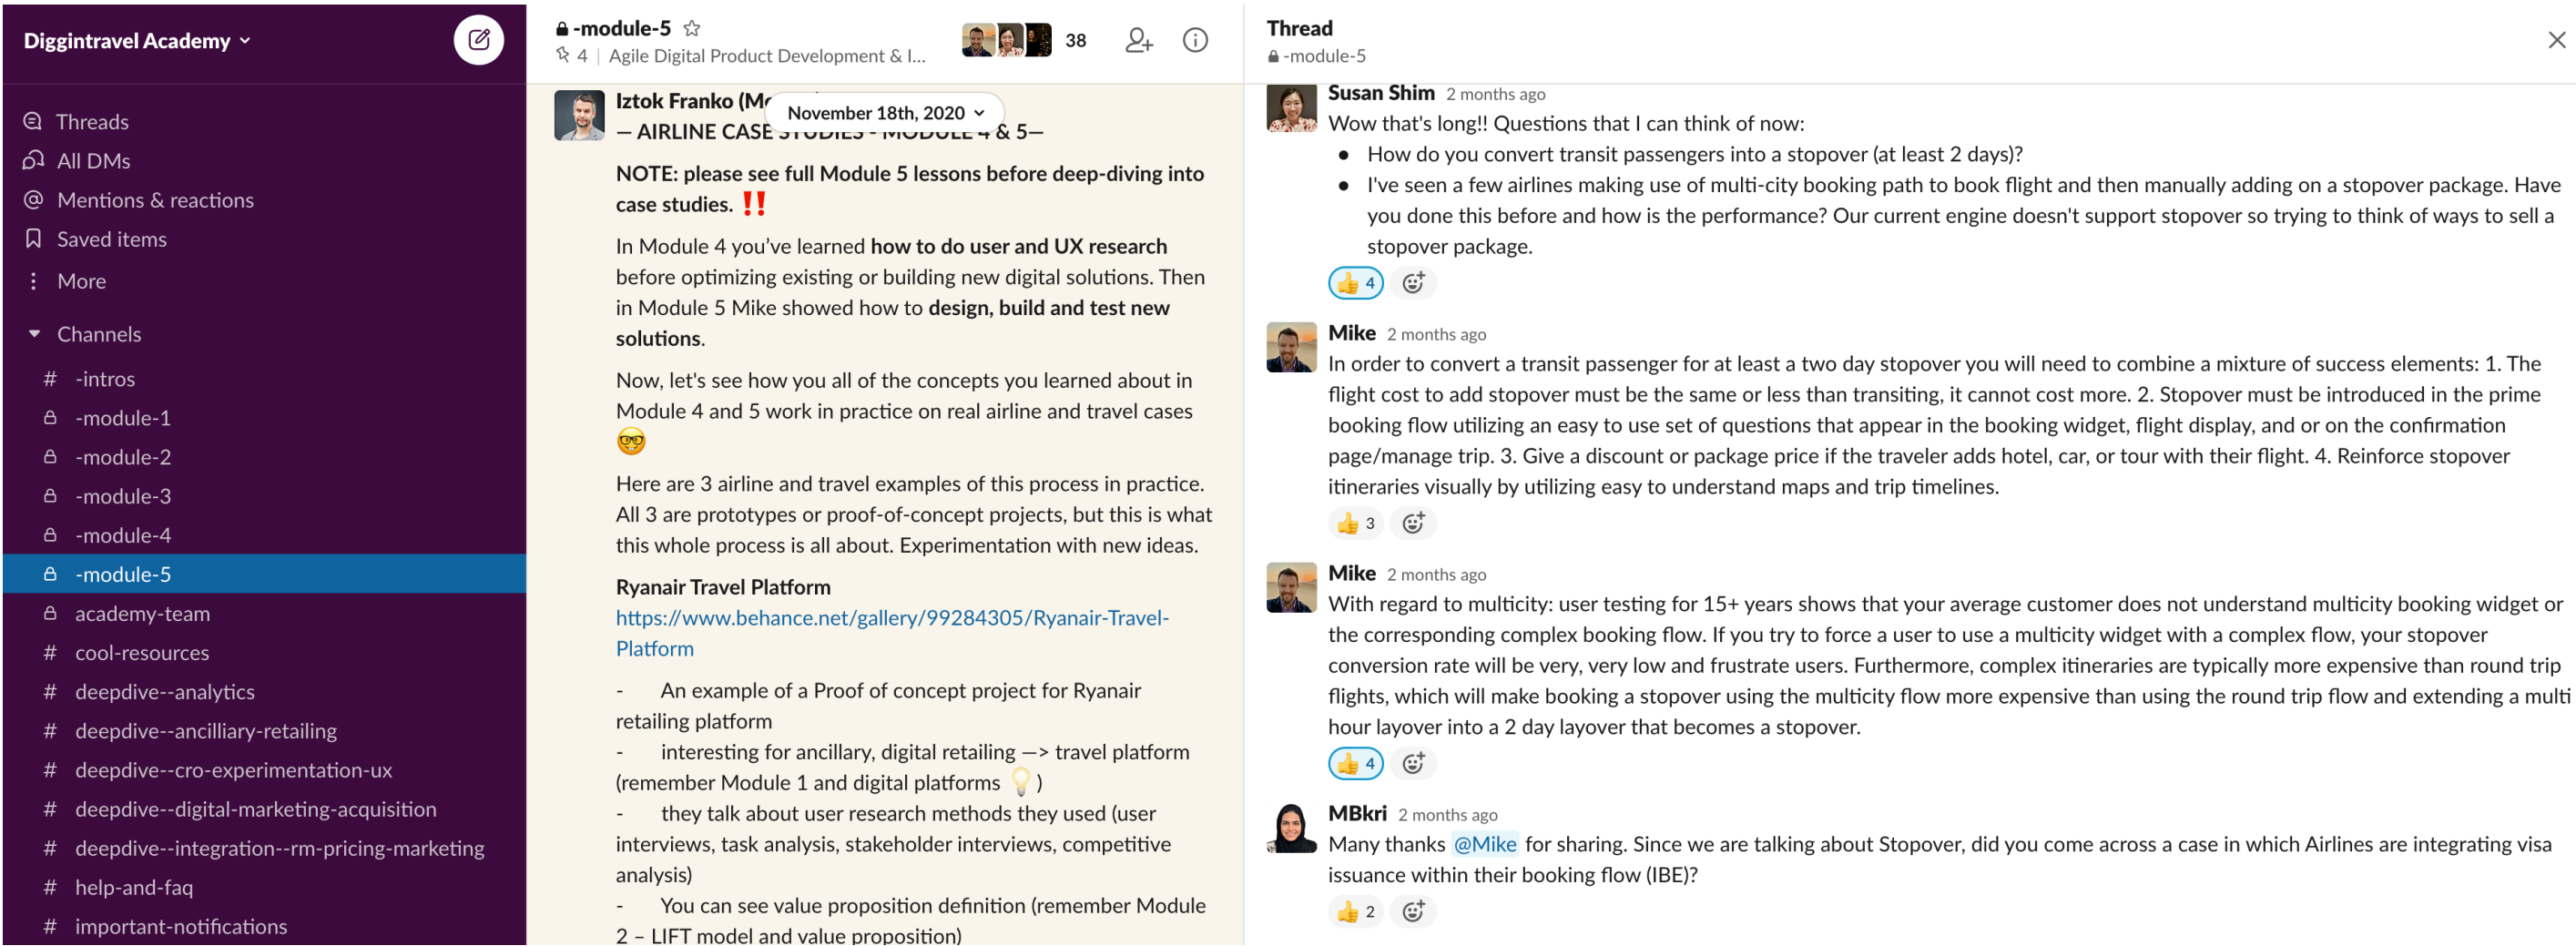 Diggintravel Academy
Threads
All DMs
Mentions & reactions
Saved items
More
Channels
# -intros
-module-1
-module-2
-module-3
-module-4
-module-5
academy-team
# cool-resources
# deepdive--analytics
# deepdive--ancilliary-retailing
# deepdive--cro-experimentation-ux
# deepdive--digital-marketing-acquisition
# deepdive--integration--rm-pricing-marketing
# help-and-faq
# important-notifications
-module-5
4 | Agile Digital Product Development & I...
38
November 18th, 2020
Iztok Franko
— AIRLINE CASE STUDIES - MODULE 4 & 5—
NOTE: please see full Module 5 lessons before deep-diving into
case studies. ‼️
In Module 4 you’ve learned how to do user and UX research
before optimizing existing or building new digital solutions. Then
in Module 5 Mike showed how to design, build and test new
solutions.
Now, let's see how you all of the concepts you learned about in
Module 4 and 5 work in practice on real airline and travel cases
🤓
Here are 3 airline and travel examples of this process in practice.
All 3 are prototypes or proof-of-concept projects, but this is what
this whole process is all about. Experimentation with new ideas.
Ryanair Travel Platform
https://www.behance.net/gallery/99284305/Ryanair-Travel-
Platform
- An example of a Proof of concept project for Ryanair
retailing platform
- interesting for ancillary, digital retailing —> travel platform
(remember Module 1 and digital platforms 💡 )
- they talk about user research methods they used (user
interviews, task analysis, stakeholder interviews, competitive
analysis)
- You can see value proposition definition (remember Module
2 – LIFT model and value proposition)
Thread
-module-5
Susan Shim 2 months ago
Wow that's long!! Questions that I can think of now:
● How do you convert transit passengers into a stopover (at least 2 days)?
● I've seen a few airlines making use of multi-city booking path to book flight and then manually adding on a stopover package. Have
you done this before and how is the performance? Our current engine doesn't support stopover so trying to think of ways to sell a
stopover package.
👍 4
Mike 2 months ago
In order to convert a transit passenger for at least a two day stopover you will need to combine a mixture of success elements: 1. The
flight cost to add stopover must be the same or less than transiting, it cannot cost more. 2. Stopover must be introduced in the prime
booking flow utilizing an easy to use set of questions that appear in the booking widget, flight display, and or on the confirmation
page/manage trip. 3. Give a discount or package price if the traveler adds hotel, car, or tour with their flight. 4. Reinforce stopover
itineraries visually by utilizing easy to understand maps and trip timelines.
👍 3
Mike 2 months ago
With regard to multicity: user testing for 15+ years shows that your average customer does not understand multicity booking widget or
the corresponding complex booking flow. If you try to force a user to use a multicity widget with a complex flow, your stopover
conversion rate will be very, very low and frustrate users. Furthermore, complex itineraries are typically more expensive than round trip
flights, which will make booking a stopover using the multicity flow more expensive than using the round trip flow and extending a multi
hour layover into a 2 day layover that becomes a stopover.
👍 4
MBkri 2 months ago
Many thanks @Mike for sharing. Since we are talking about Stopover, did you come across a case in which Airlines are integrating visa
issuance within their booking flow (IBE)?
👍 2